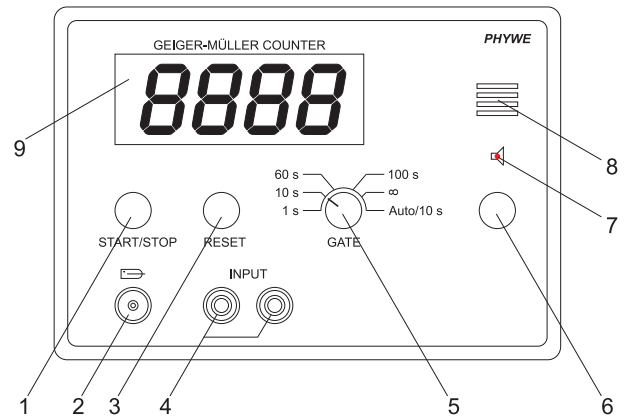 PHYWE
GEIGER-MÜLLER COUNTER
8888
9
8
60 s
100 s
10 s
∞
1 s
Auto/10 s
7
START/STOP
RESET
GATE
INPUT
1
2
3
4
5
6